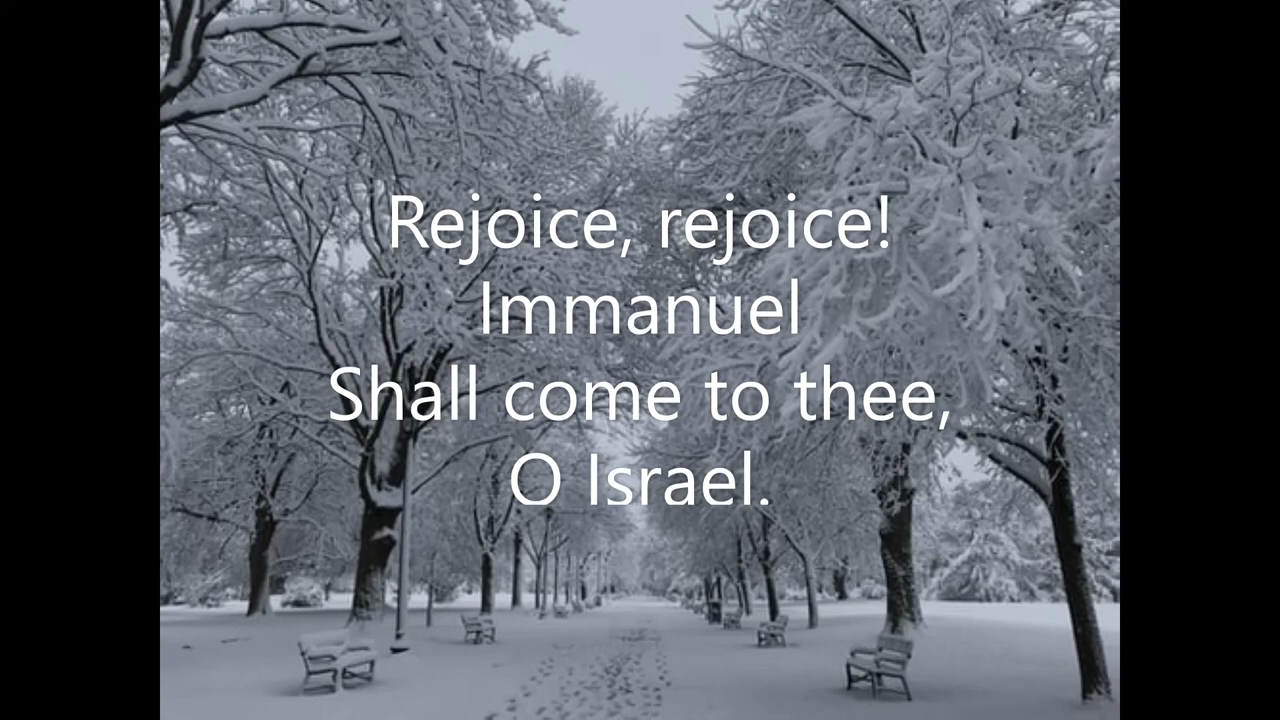 Rejoice, rejoice!
Immanuel
Shall come to thee,
O Israel.